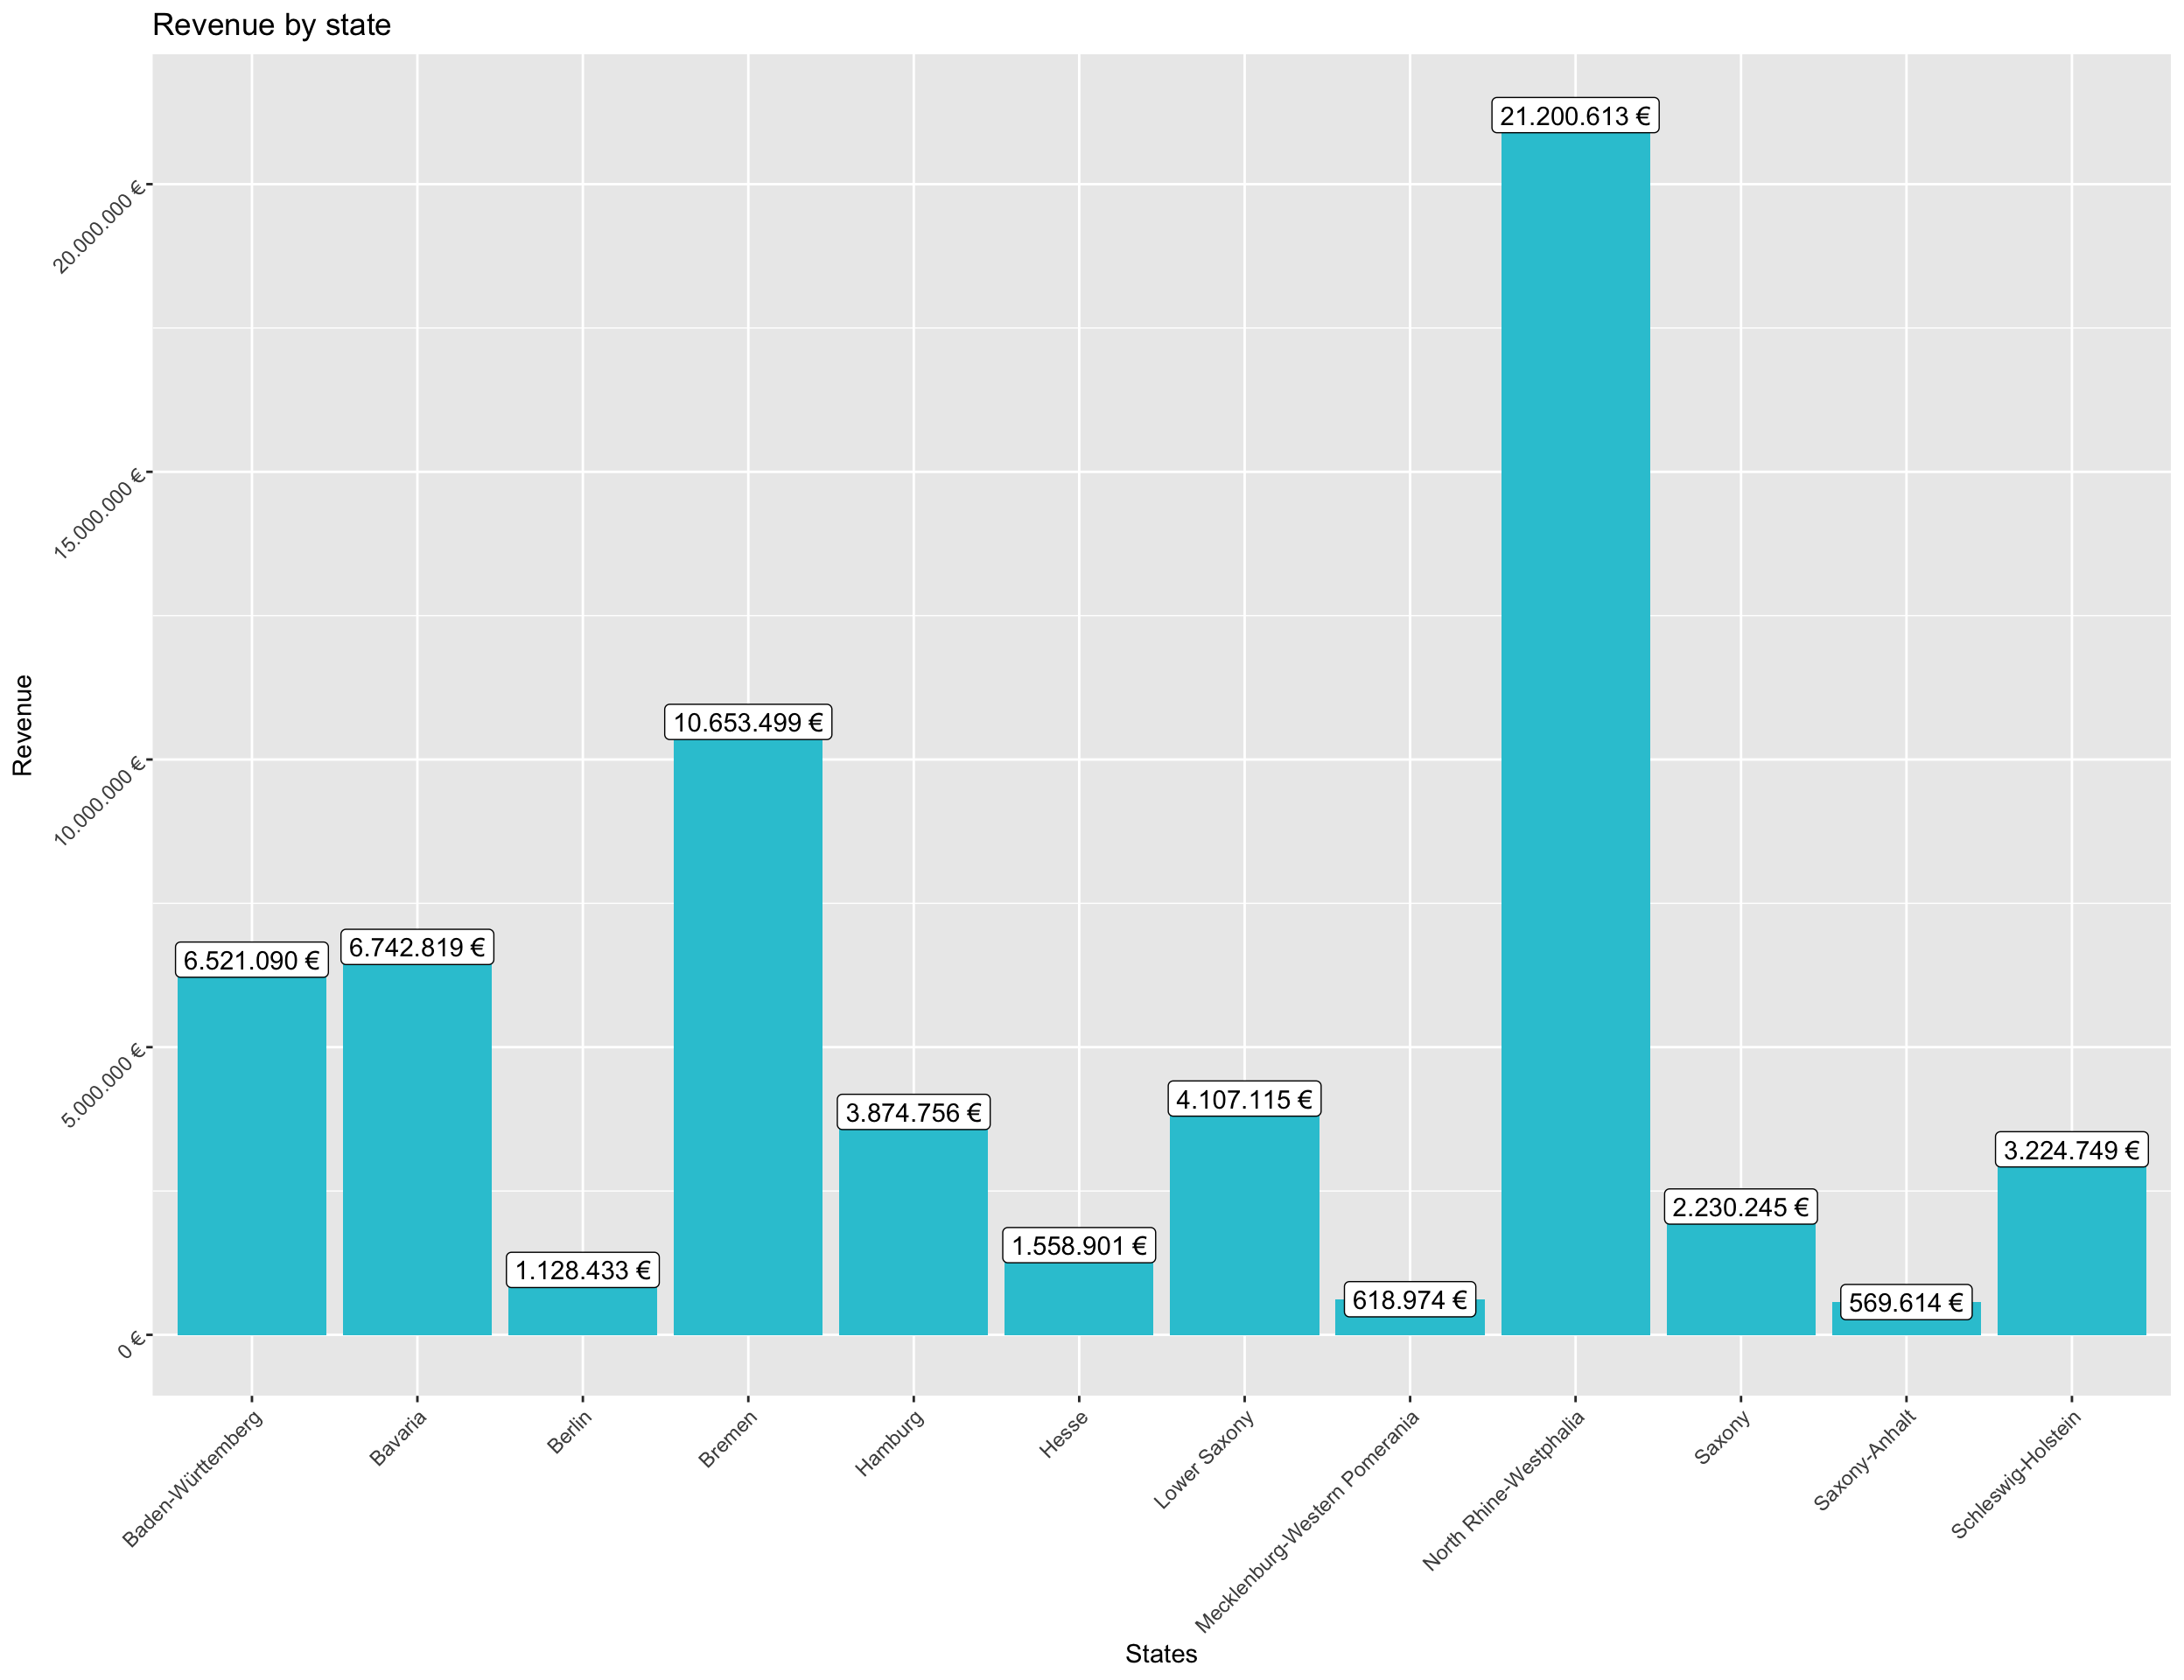 Revenue by state
Revenue
20.000.000 €
15.000.000 €
10.000.000 €
5.000.000 €
0 €
6.521.090 €
6.742.819 €
1.128.433 €
10.653.499 €
3.874.756 €
1.558.901 €
4.107.115 €
618.974 €
21.200.613 €
2.230.245 €
569.614 €
3.224.749 €
Baden-Württemberg
Bavaria
Berlin
Bremen
Hamburg
Hesse
Lower Saxony
Mecklenburg-Western Pomerania
North Rhine-Westphalia
Saxony
Saxony-Anhalt
Schleswig-Holstein
States